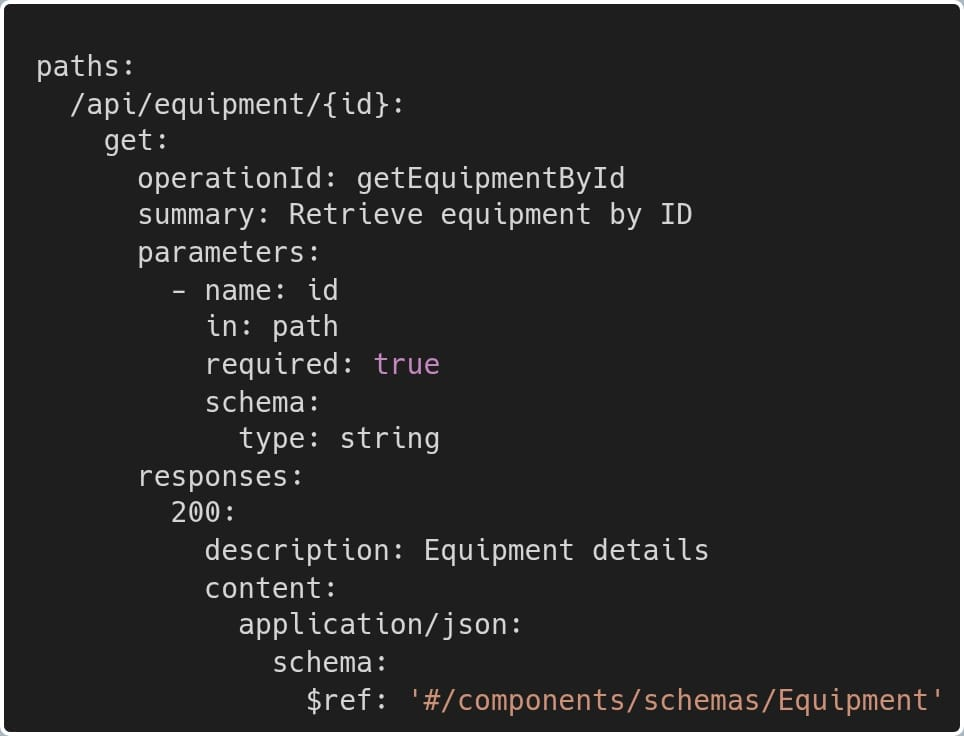 paths:
  /api/equipment/{id}:
    get:
      operationId: getEquipmentById
      summary: Retrieve equipment by ID
      parameters:
        - name: id
          in: path
          required: true
          schema:
            type: string
      responses:
        200:
          description: Equipment details
          content:
            application/json:
              schema:
                $ref: '#/components/schemas/Equipment'